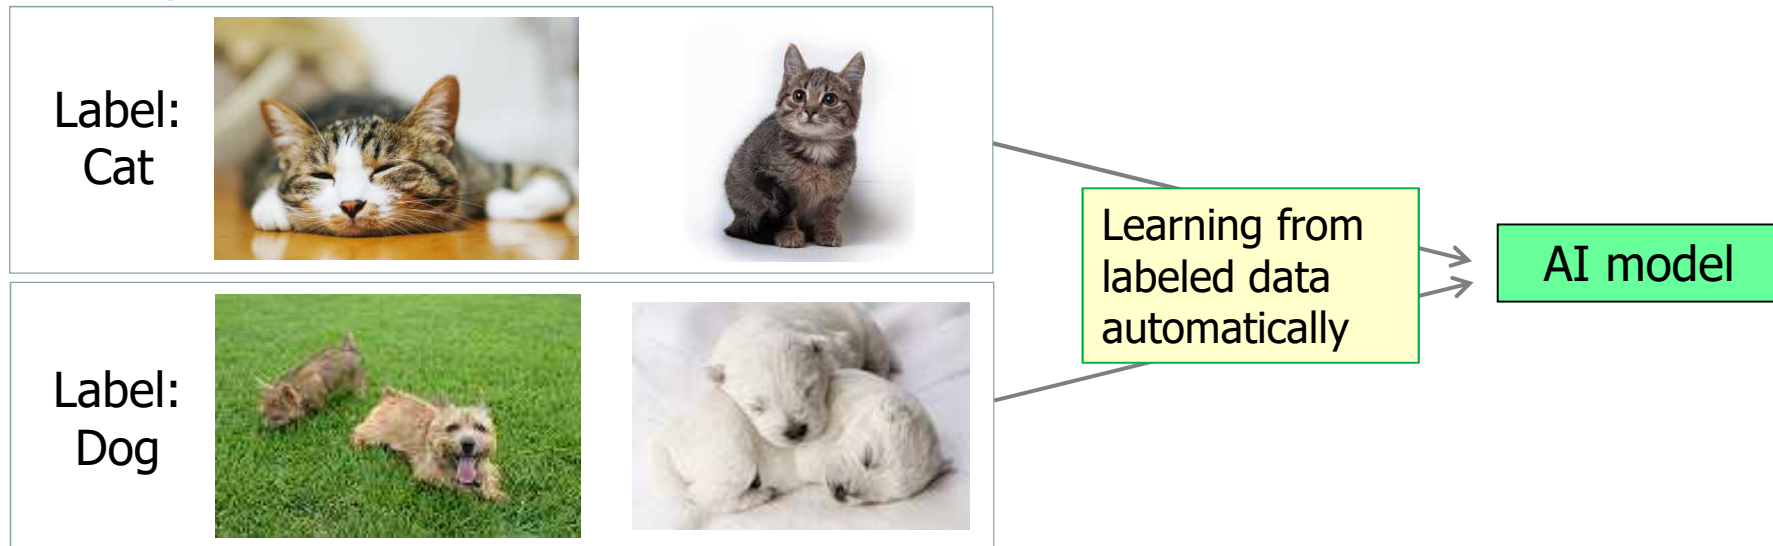 Label:
Cat
Label:
Dog
Learning from
labeled data
automatically
AI model